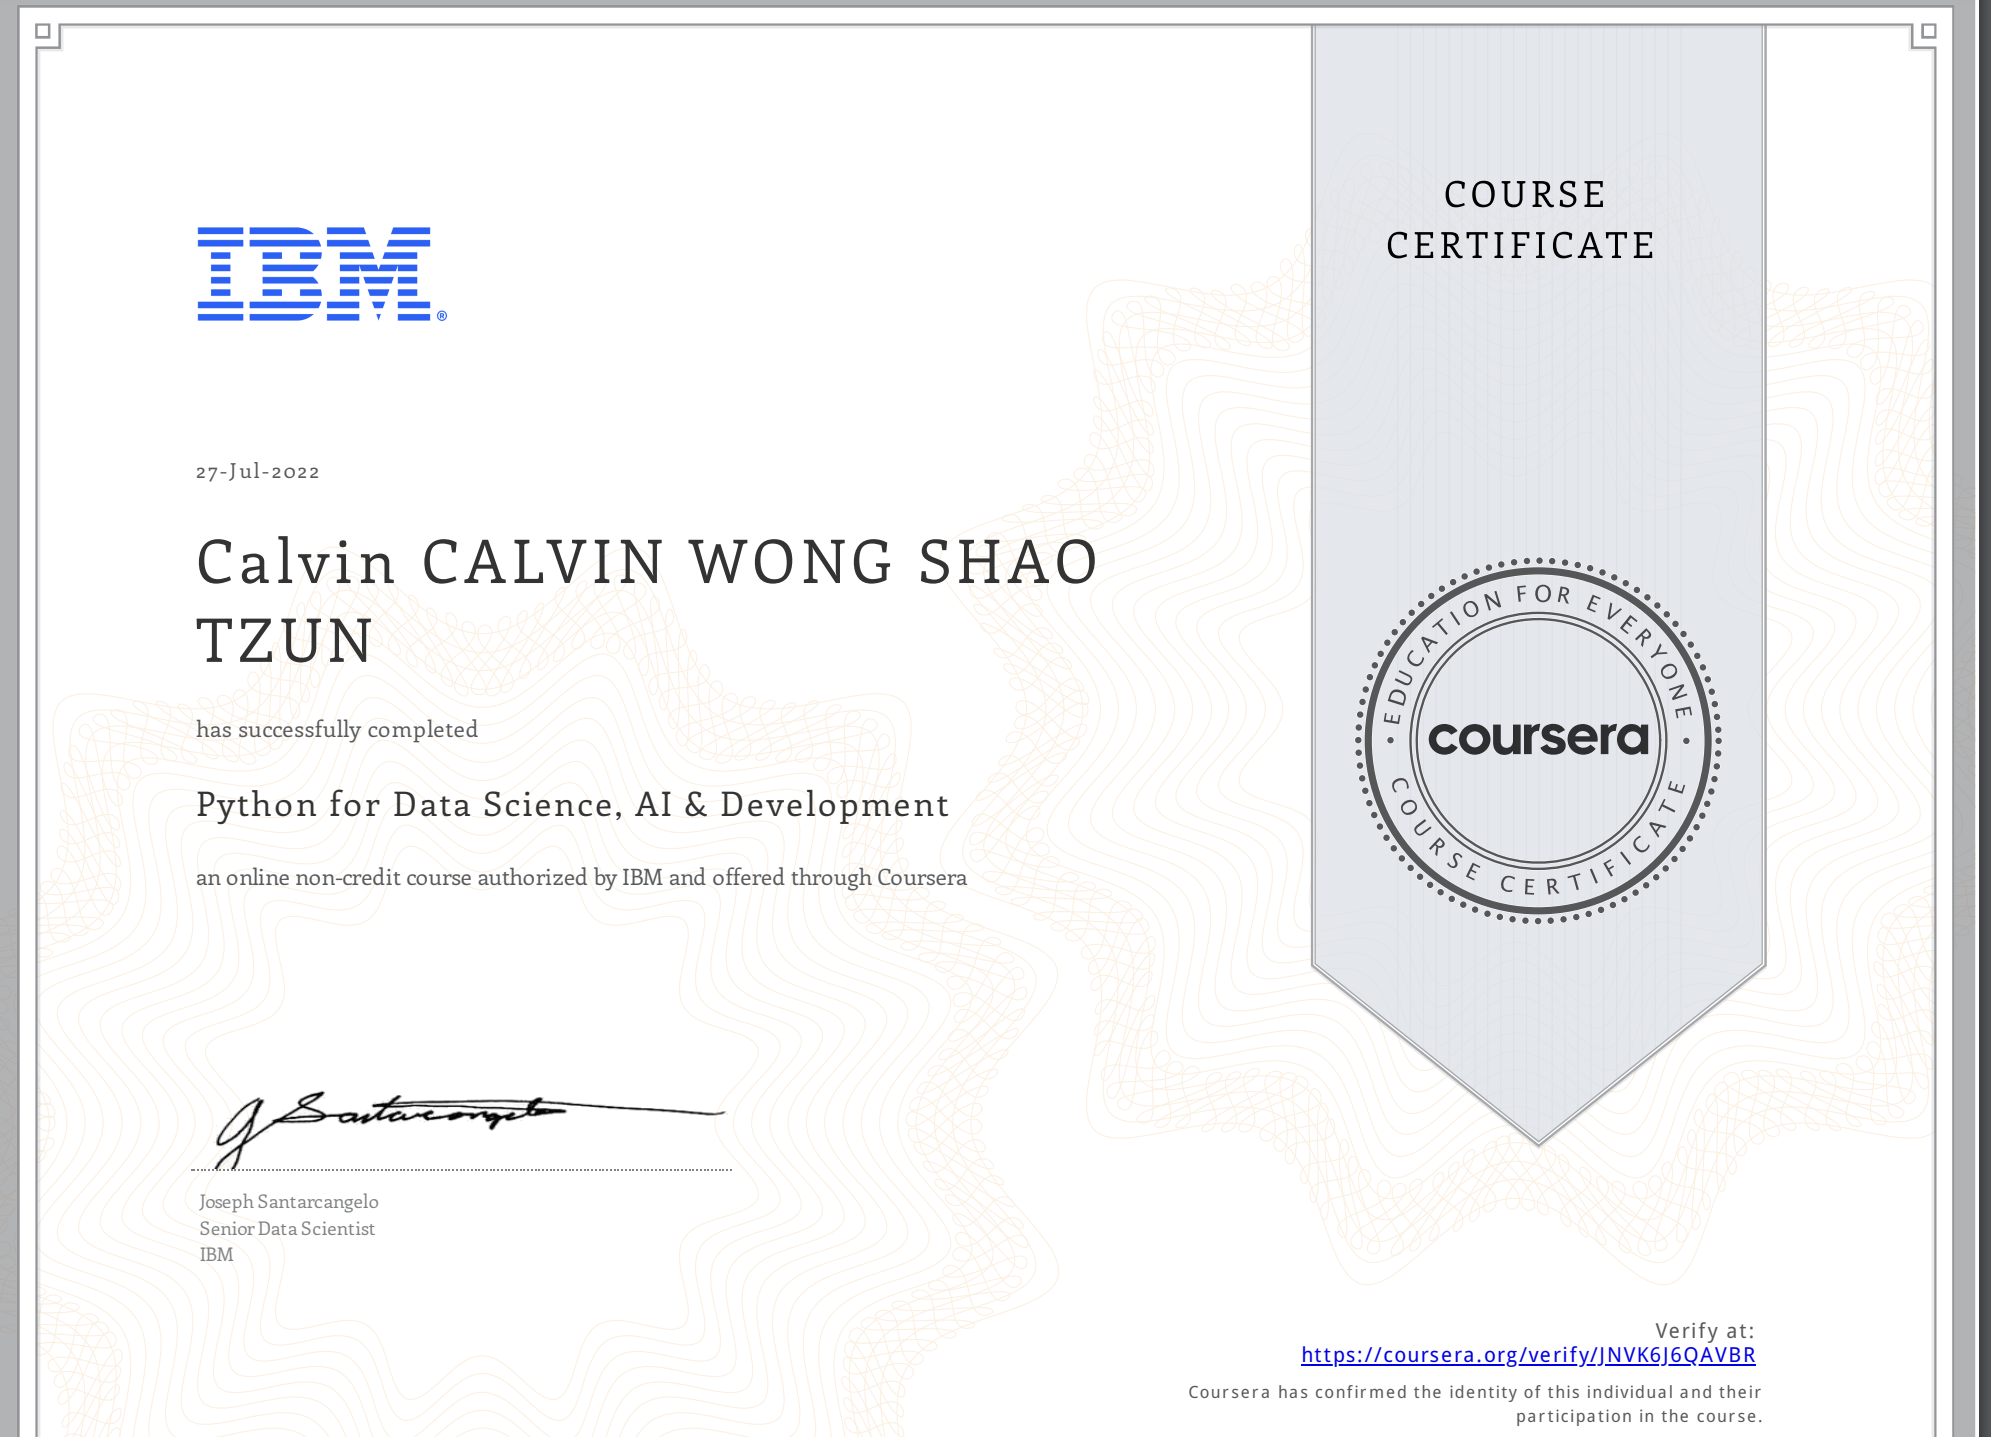 IBM®
COURSE
CERTIFICATE
27-Jul-2022
Calvin CALVIN WONG SHAO
TZUN
has successfully completed
Python for Data Science, AI & Development
an online non-credit course authorized by IBM and offered through Coursera
EDUCATION FOR EVERYONE
coursera
COURSE CERTIFICATE
J Santarcangelo
Joseph Santarcangelo
Senior Data Scientist
IBM
Verify at:
https://coursera.org/verify/JNVK6J6QAVBR
Coursera has confirmed the identity of this individual and their
participation in the course.